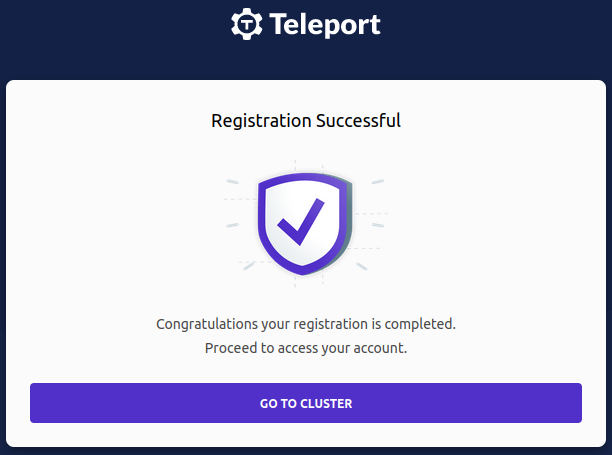 Teleport
Registration Successful
Congratulations your registration is completed.
Proceed to access your account.
GO TO CLUSTER